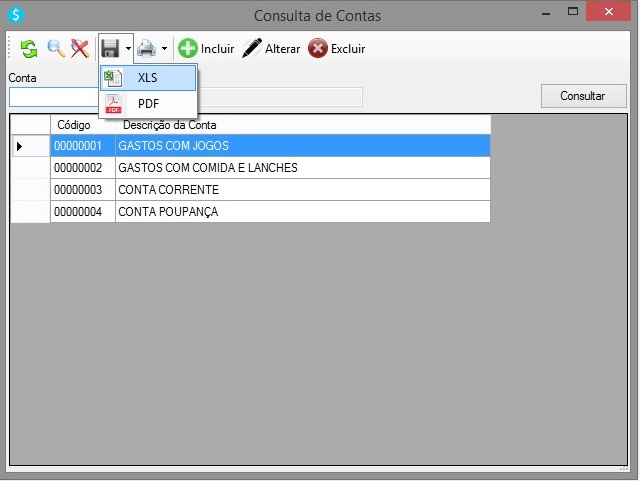 Consulta de Contas
Incluir Alterar Excluir
Conta
XLS
PDF
Consultar
Código Descrição da Conta
00000001 GASTOS COM JOGOS
00000002 GASTOS COM COMIDA E LANCHES
00000003 CONTA CORRENTE
00000004 CONTA POUPANÇA